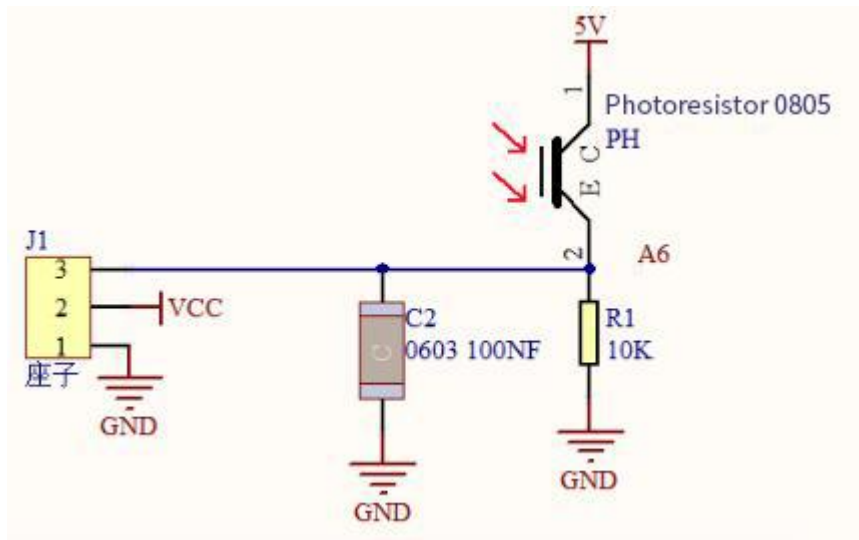 5V
1
Photoresistor 0805
PH
C
E
2
A6
J1
3
2
VCC
1
座子
GND
C2
0603 100NF
C
GND
R1
10K
GND